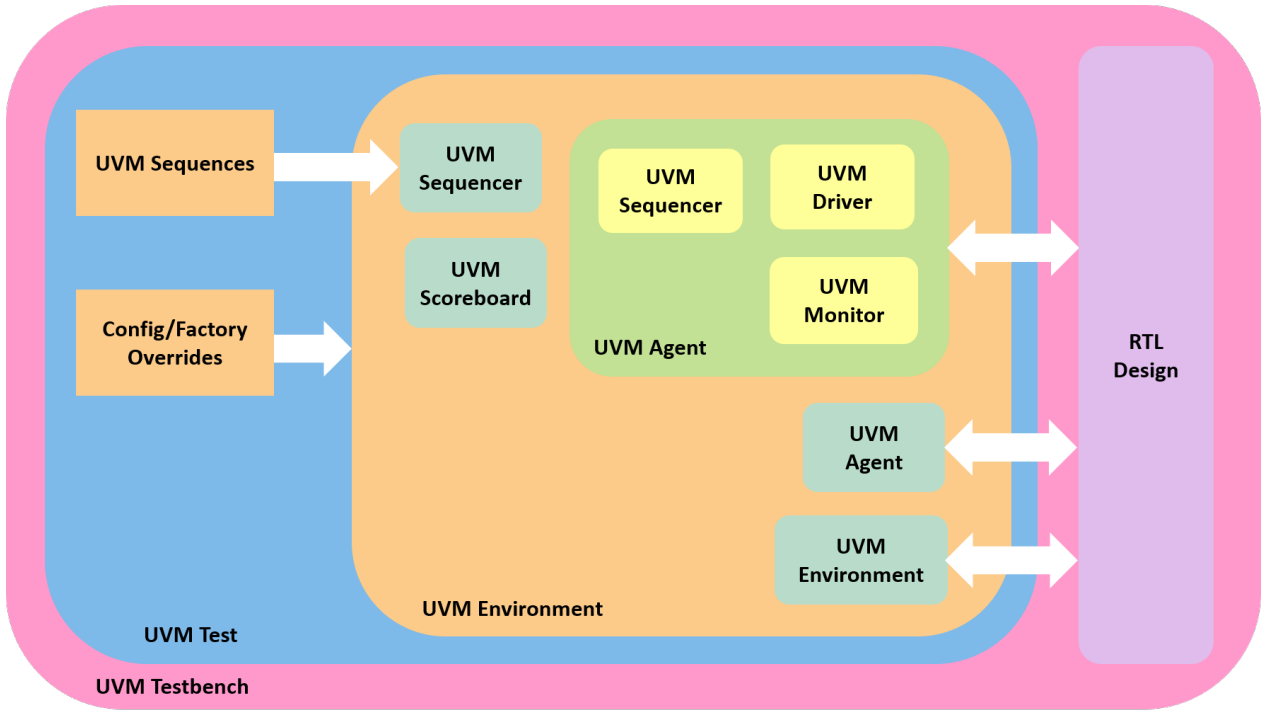 UVM Sequences
UVM
Sequencer
UVM
Sequencer
UVM
Driver
UVM
Scoreboard
UVM
Monitor
Config/Factory
Overrides
UVM Agent
RTL
Design
UVM
Agent
UVM
Environment
UVM Environment
UVM Test
UVM Testbench